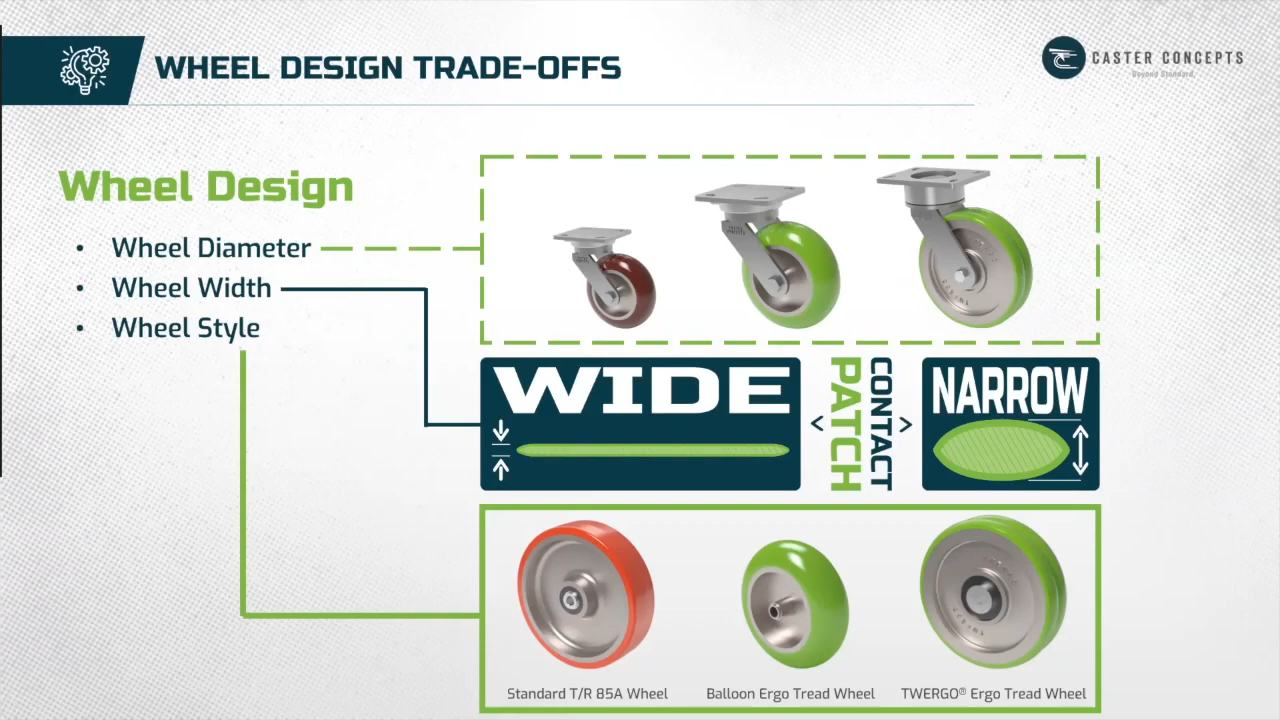 WHEEL DESIGN TRADE-OFFS
CASTER CONCEPTS
Beyond Standard.
Wheel Design
• Wheel Diameter
• Wheel Width
• Wheel Style
WIDE
CONTACT
PATCH
NARROW
Standard T/R 85A Wheel
Balloon Ergo Tread Wheel
TWERGO® Ergo Tread Wheel